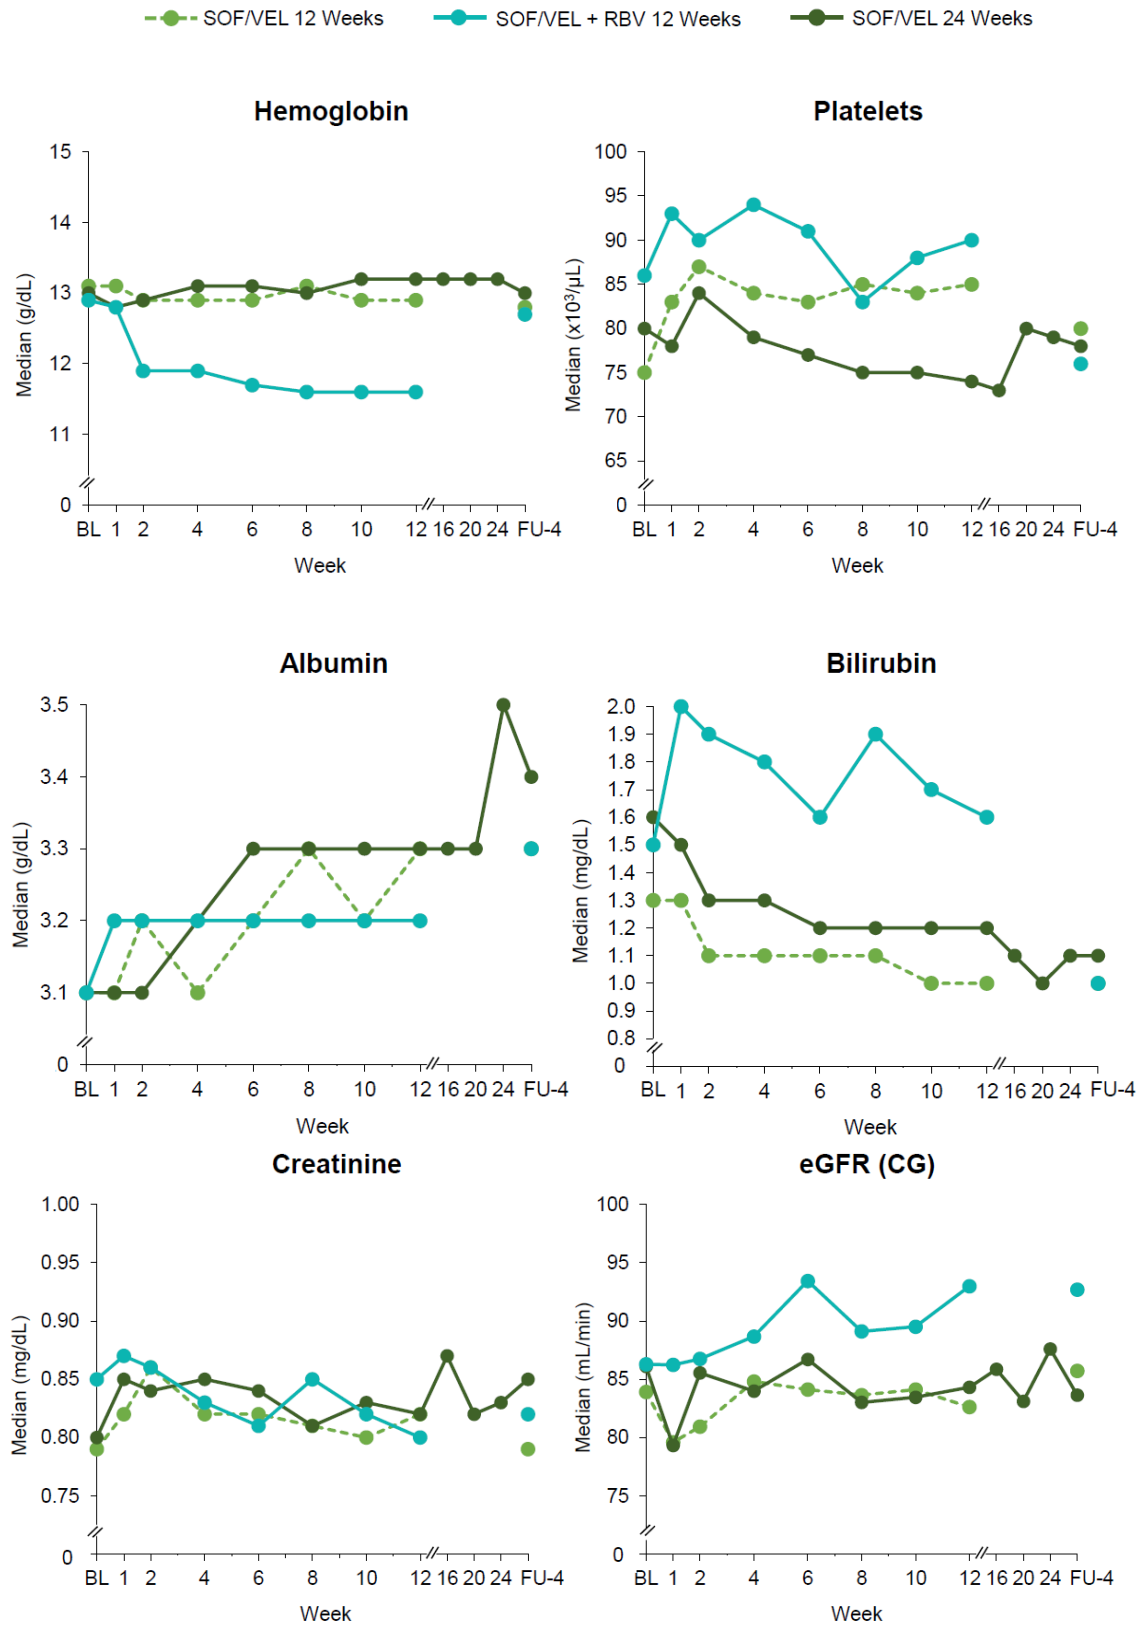 SOF/VEL 12 Weeks SOF/VEL + RBV 12 Weeks SOF/VEL 24 Weeks
Hemoglobin
Median (g/dL)
15
14
13
12
11
0
BL 1 2 4 6 8 10 12 16 20 24 FU-4
Week
Platelets
Median (x10³/µL)
100
95
90
85
80
75
70
65
0
BL 1 2 4 6 8 10 12 16 20 24 FU-4
Week
Albumin
Median (g/dL)
3.5
3.4
3.3
3.2
3.1
0
BL 1 2 4 6 8 10 12 16 20 24 FU-4
Week
Bilirubin
Median (mg/dL)
2.0
1.9
1.8
1.7
1.6
1.5
1.4
1.3
1.2
1.1
1.0
0.9
0.8
0
BL 1 2 4 6 8 10 12 16 20 24 FU-4
Week
Creatinine
Median (mg/dL)
1.00
0.95
0.90
0.85
0.80
0.75
0
BL 1 2 4 6 8 10 12 16 20 24 FU-4
Week
eGFR (CG)
Median (mL/min)
100
95
90
85
80
75
0
BL 1 2 4 6 8 10 12 16 20 24 FU-4
Week